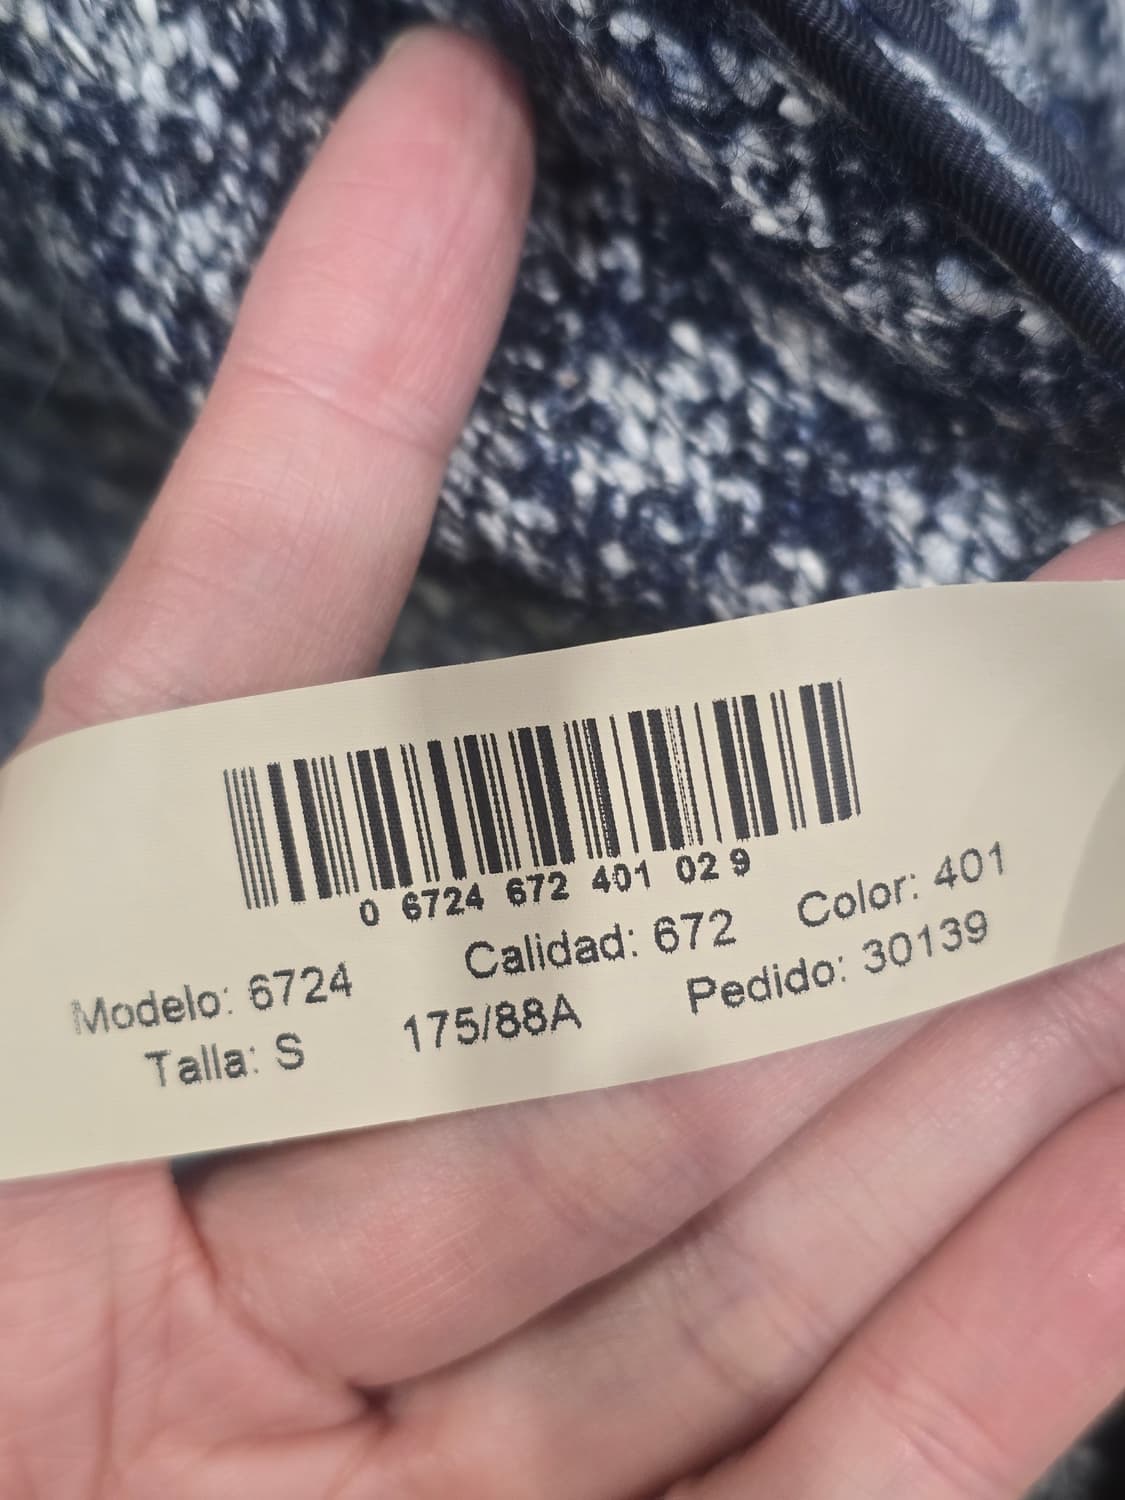 0 6724 672 401 02 9
Modelo: 6724 Calidad: 672 Color: 401
Talla: S 175/88A Pedido: 30139